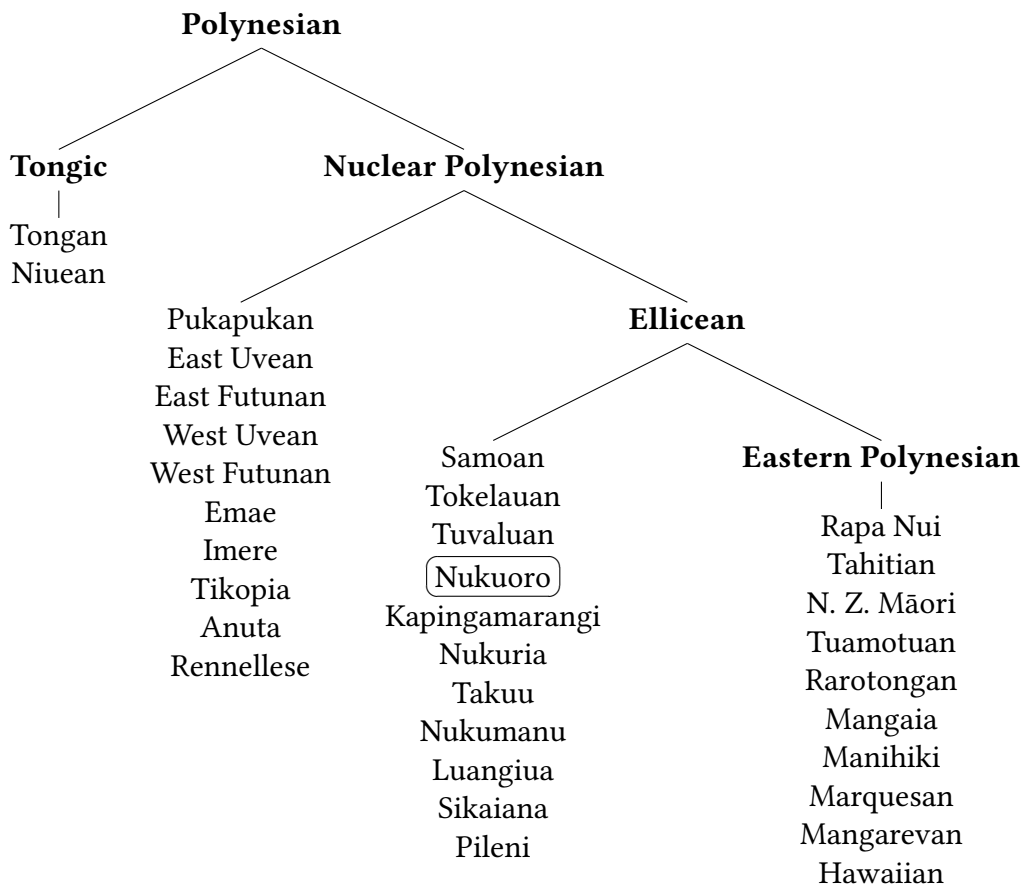 Polynesian
Tongic
Nuclear Polynesian
Tongan
Niuean
Pukapukan
East Uvean
East Futunan
West Uvean
West Futunan
Emae
Imere
Tikopia
Anuta
Rennellese
Ellicean
Samoan
Tokelauan
Tuvaluan
Nukuoro
Kapingamarangi
Nukuria
Takuu
Nukumanu
Luangiua
Sikaiana
Pileni
Eastern Polynesian
Rapa Nui
Tahitian
N. Z. Māori
Tuamotuan
Rarotongan
Mangaia
Manihiki
Marquesan
Mangarevan
Hawaiian